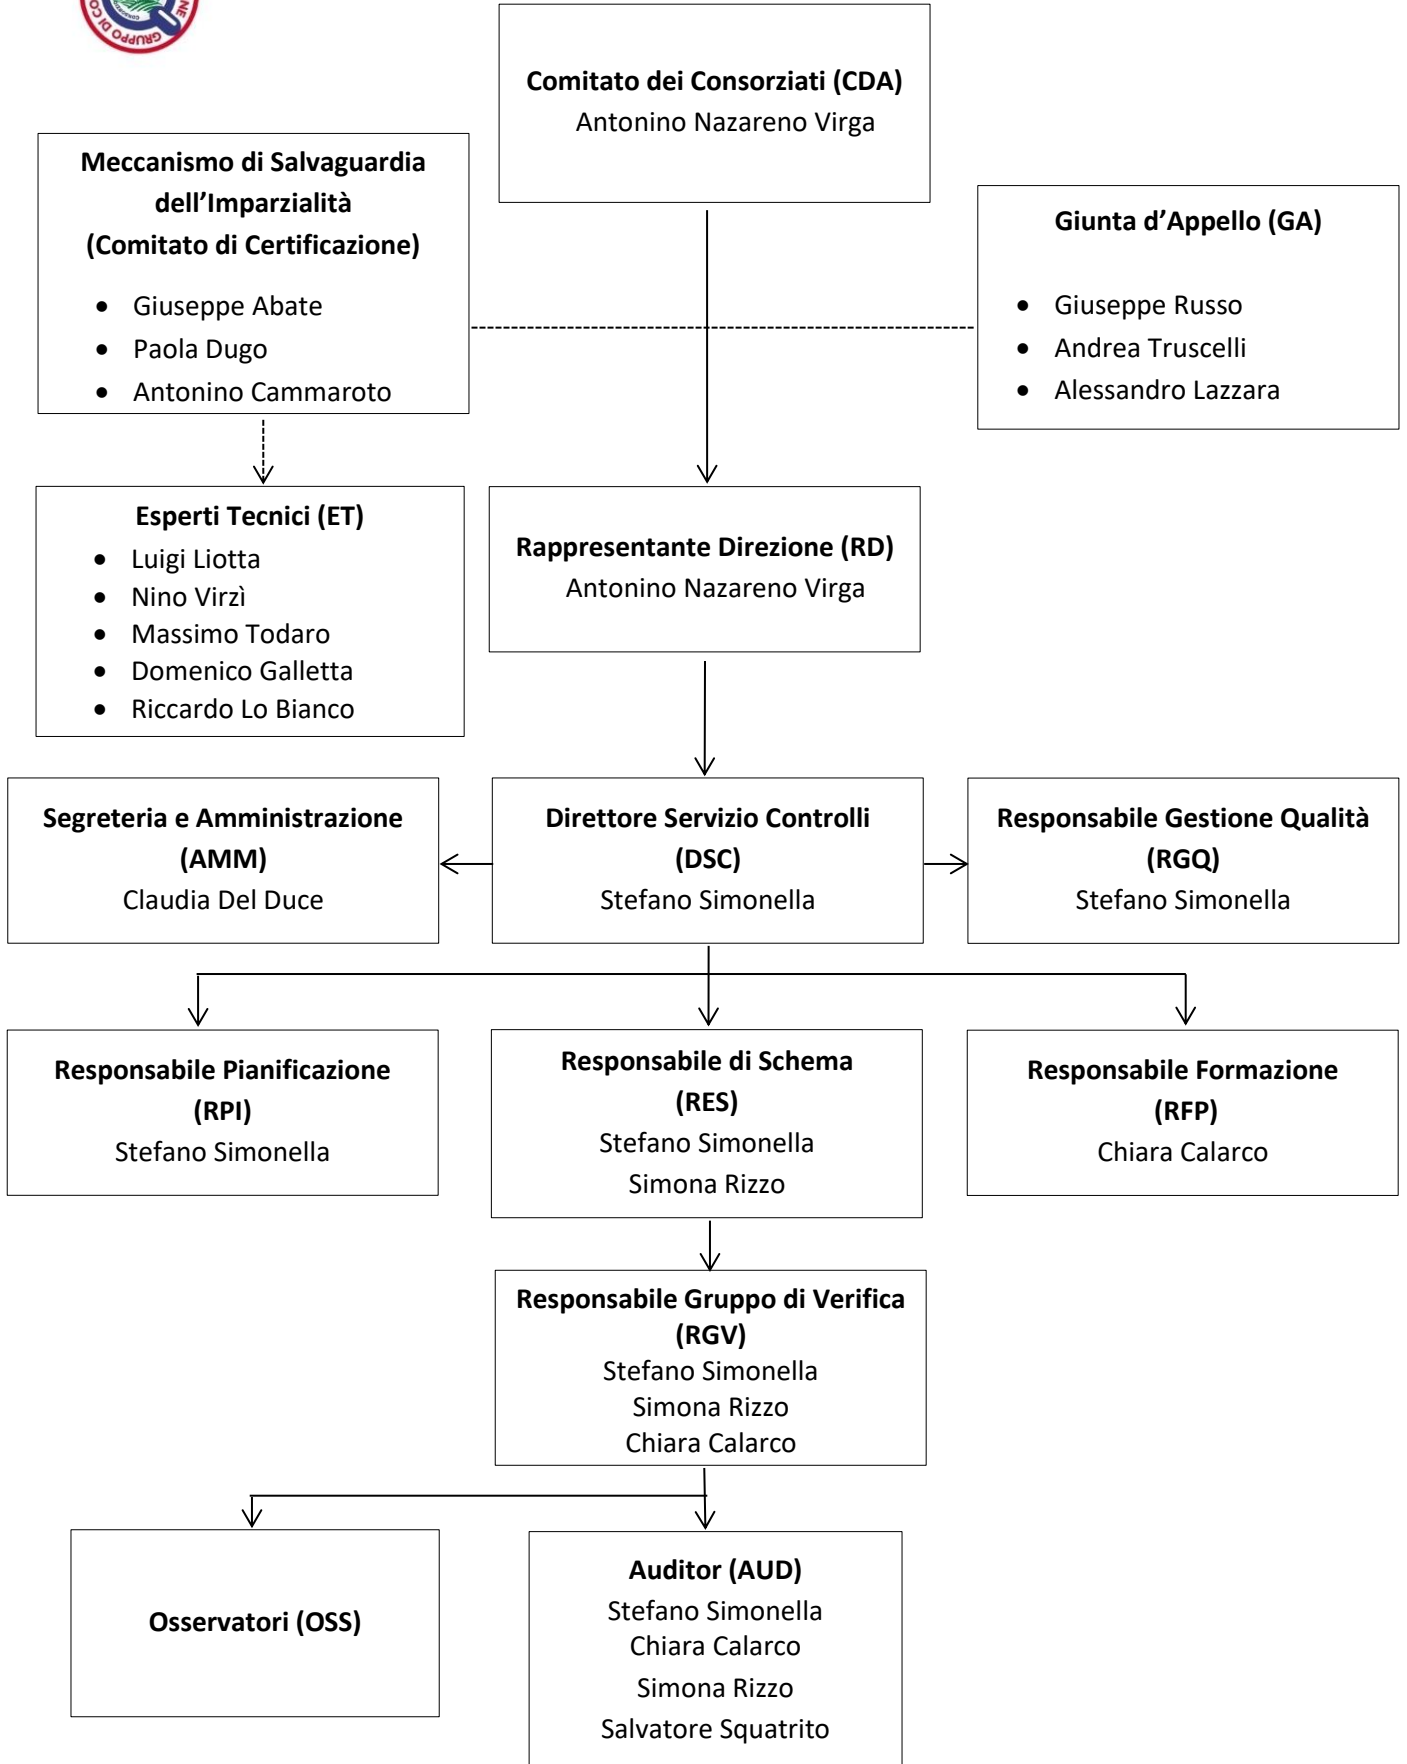 GRUPPO DI CO
Comitato dei Consorziati (CDA)
Antonino Nazareno Virga
Meccanismo di Salvaguardia
dell’Imparzialità
(Comitato di Certificazione)
• Giuseppe Abate
• Paola Dugo
• Antonino Cammaroto
Giunta d’Appello (GA)
• Giuseppe Russo
• Andrea Truscelli
• Alessandro Lazzara
Esperti Tecnici (ET)
• Luigi Liotta
• Nino Virzì
• Massimo Todaro
• Domenico Galletta
• Riccardo Lo Bianco
Rappresentante Direzione (RD)
Antonino Nazareno Virga
Segreteria e Amministrazione
(AMM)
Claudia Del Duce
Direttore Servizio Controlli
(DSC)
Stefano Simonella
Responsabile Gestione Qualità
(RGQ)
Stefano Simonella
Responsabile Pianificazione
(RPI)
Stefano Simonella
Responsabile di Schema
(RES)
Stefano Simonella
Simona Rizzo
Responsabile Formazione
(RFP)
Chiara Calarco
Responsabile Gruppo di Verifica
(RGV)
Stefano Simonella
Simona Rizzo
Chiara Calarco
Osservatori (OSS)
Auditor (AUD)
Stefano Simonella
Chiara Calarco
Simona Rizzo
Salvatore Squatrito